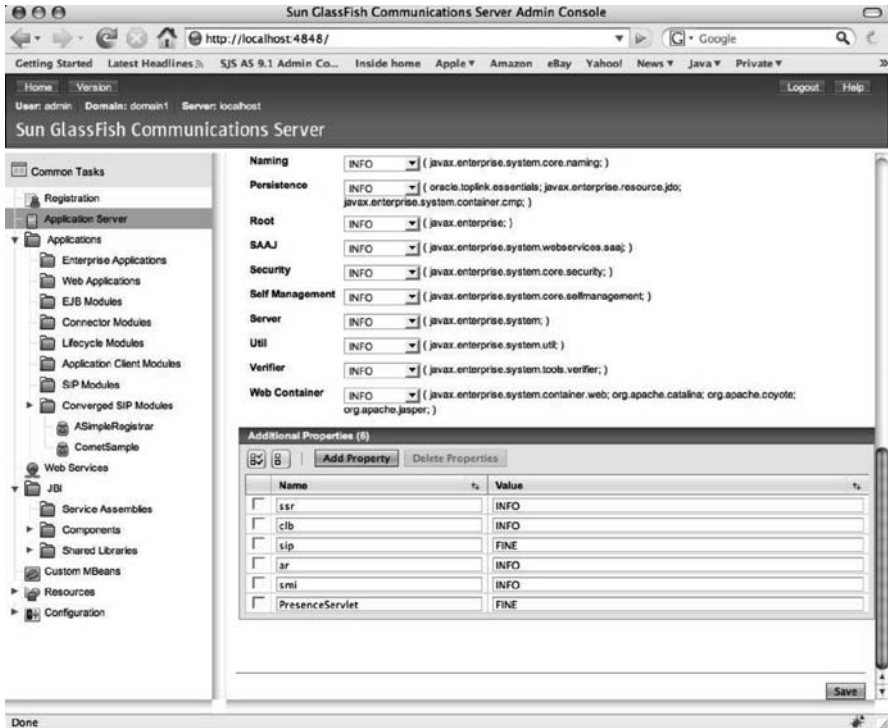 Sun GlassFish Communications Server Admin Console
http://localhost:4848/
Google
Getting Started Latest Headlines SJS AS 9.1 Admin Co... Inside home Apple Amazon eBay Yahoo! News Java Private
Home Version
Logout Help
User: admin Domain: domain1 Server: localhost
Sun GlassFish Communications Server
Common Tasks
Registration
Application Server
Applications
Enterprise Applications
Web Applications
EJB Modules
Connector Modules
Lifecycle Modules
Application Client Modules
SIP Modules
Converged SIP Modules
ASimpleRegistrar
CometSample
Web Services
JBI
Service Assemblies
Components
Shared Libraries
Custom MBeans
Resources
Configuration
Naming INFO ( javax.enterprise.system.core.naming; )
Persistence INFO ( oracle.toplink.essentials; javax.enterprise.resource.jdo;
javax.enterprise.system.container.cmp; )
Root INFO ( javax.enterprise; )
SAAJ INFO ( javax.enterprise.system.webservices.saaj; )
Security INFO ( javax.enterprise.system.core.security; )
Self Management INFO ( javax.enterprise.system.core.selfmanagement; )
Server INFO ( javax.enterprise.system; )
Util INFO ( javax.enterprise.system.util; )
Verifier INFO ( javax.enterprise.system.tools.verifier; )
Web Container INFO ( javax.enterprise.system.container.web; org.apache.catalina; org.apache.coyote;
org.apache.jasper; )
Additional Properties (6)
Add Property Delete Properties
Name Value
ssr INFO
clb INFO
sip FINE
ar INFO
smi INFO
PresenceServlet FINE
Save
Done